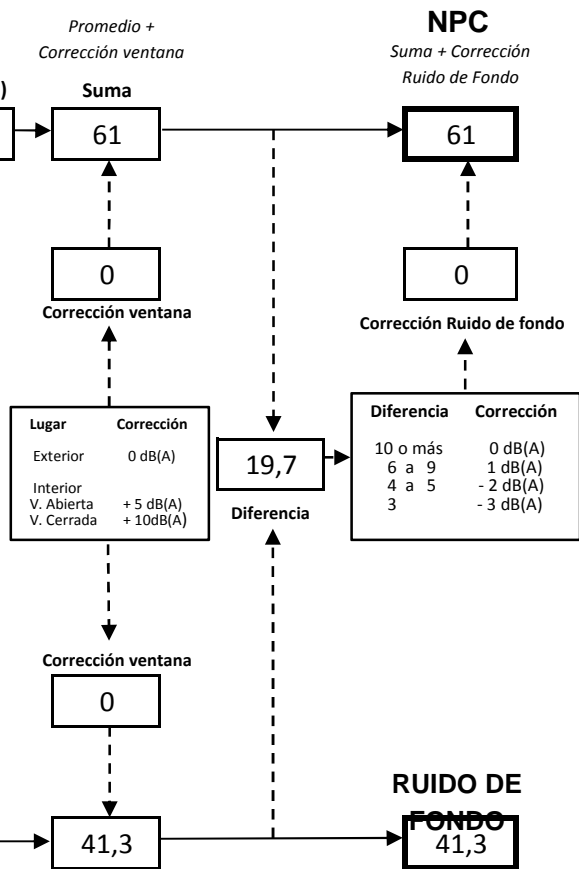 Promedio +
Corrección ventana
NPC
Suma + Corrección
Ruido de Fondo
)
Suma
61
61
0
0
Corrección ventana
Corrección Ruido de fondo
Lugar Corrección
Exterior 0 dB(A)
Interior
V. Abierta + 5 dB(A)
V. Cerrada + 10dB(A)
19,7
Diferencia
Diferencia Corrección
10 o más 0 dB(A)
6 a 9 1 dB(A)
4 a 5 - 2 dB(A)
3 - 3 dB(A)
Corrección ventana
0
RUIDO DE
FONDO
41,3
41,3